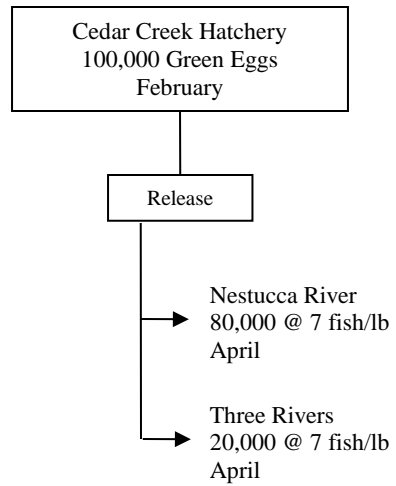 Cedar Creek Hatchery
100,000 Green Eggs
February
Release
Nestucca River
80,000 @ 7 fish/lb
April
Three Rivers
20,000 @ 7 fish/lb
April